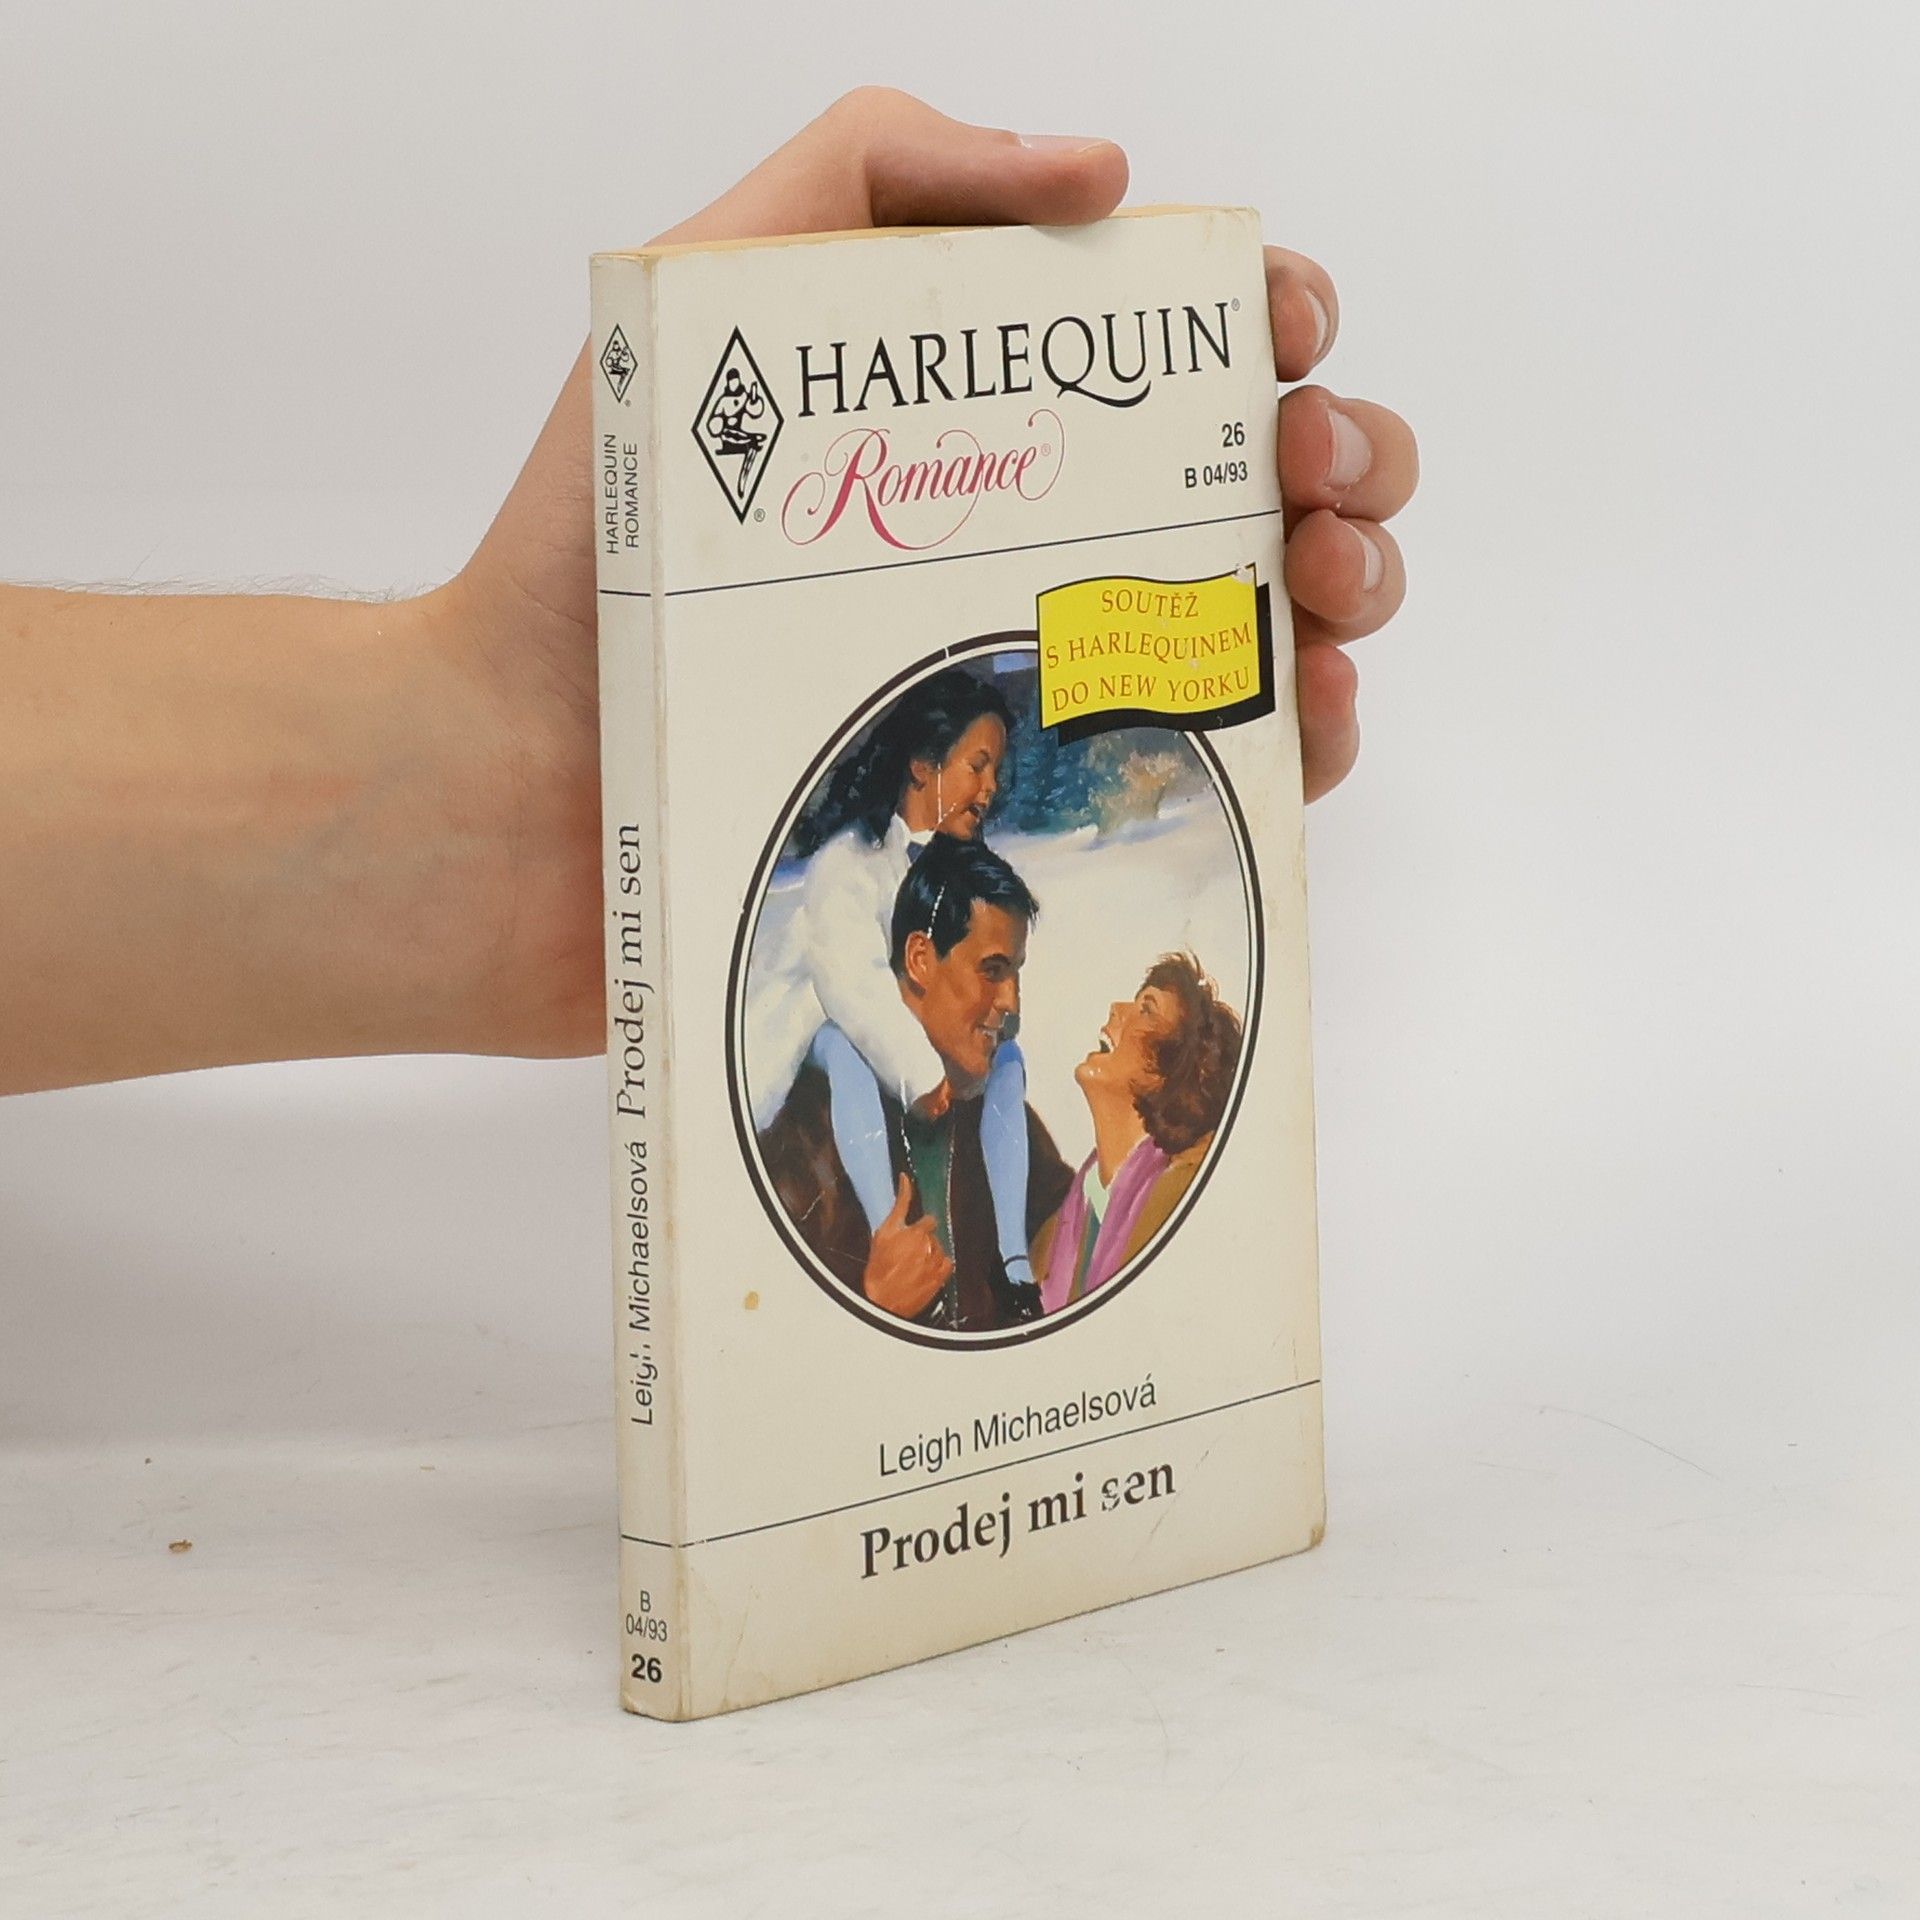 HARLEQUIN®
Romance®
26
B 04/93
SOUTĚŽ
S HARLEQUINEM
DO NEW YORKU
Leigh Michaelsová
Prodej mi sen
HARLEQUIN
ROMANCE
Leigh Michaelsová Prodej mi sen
B
04/93
26